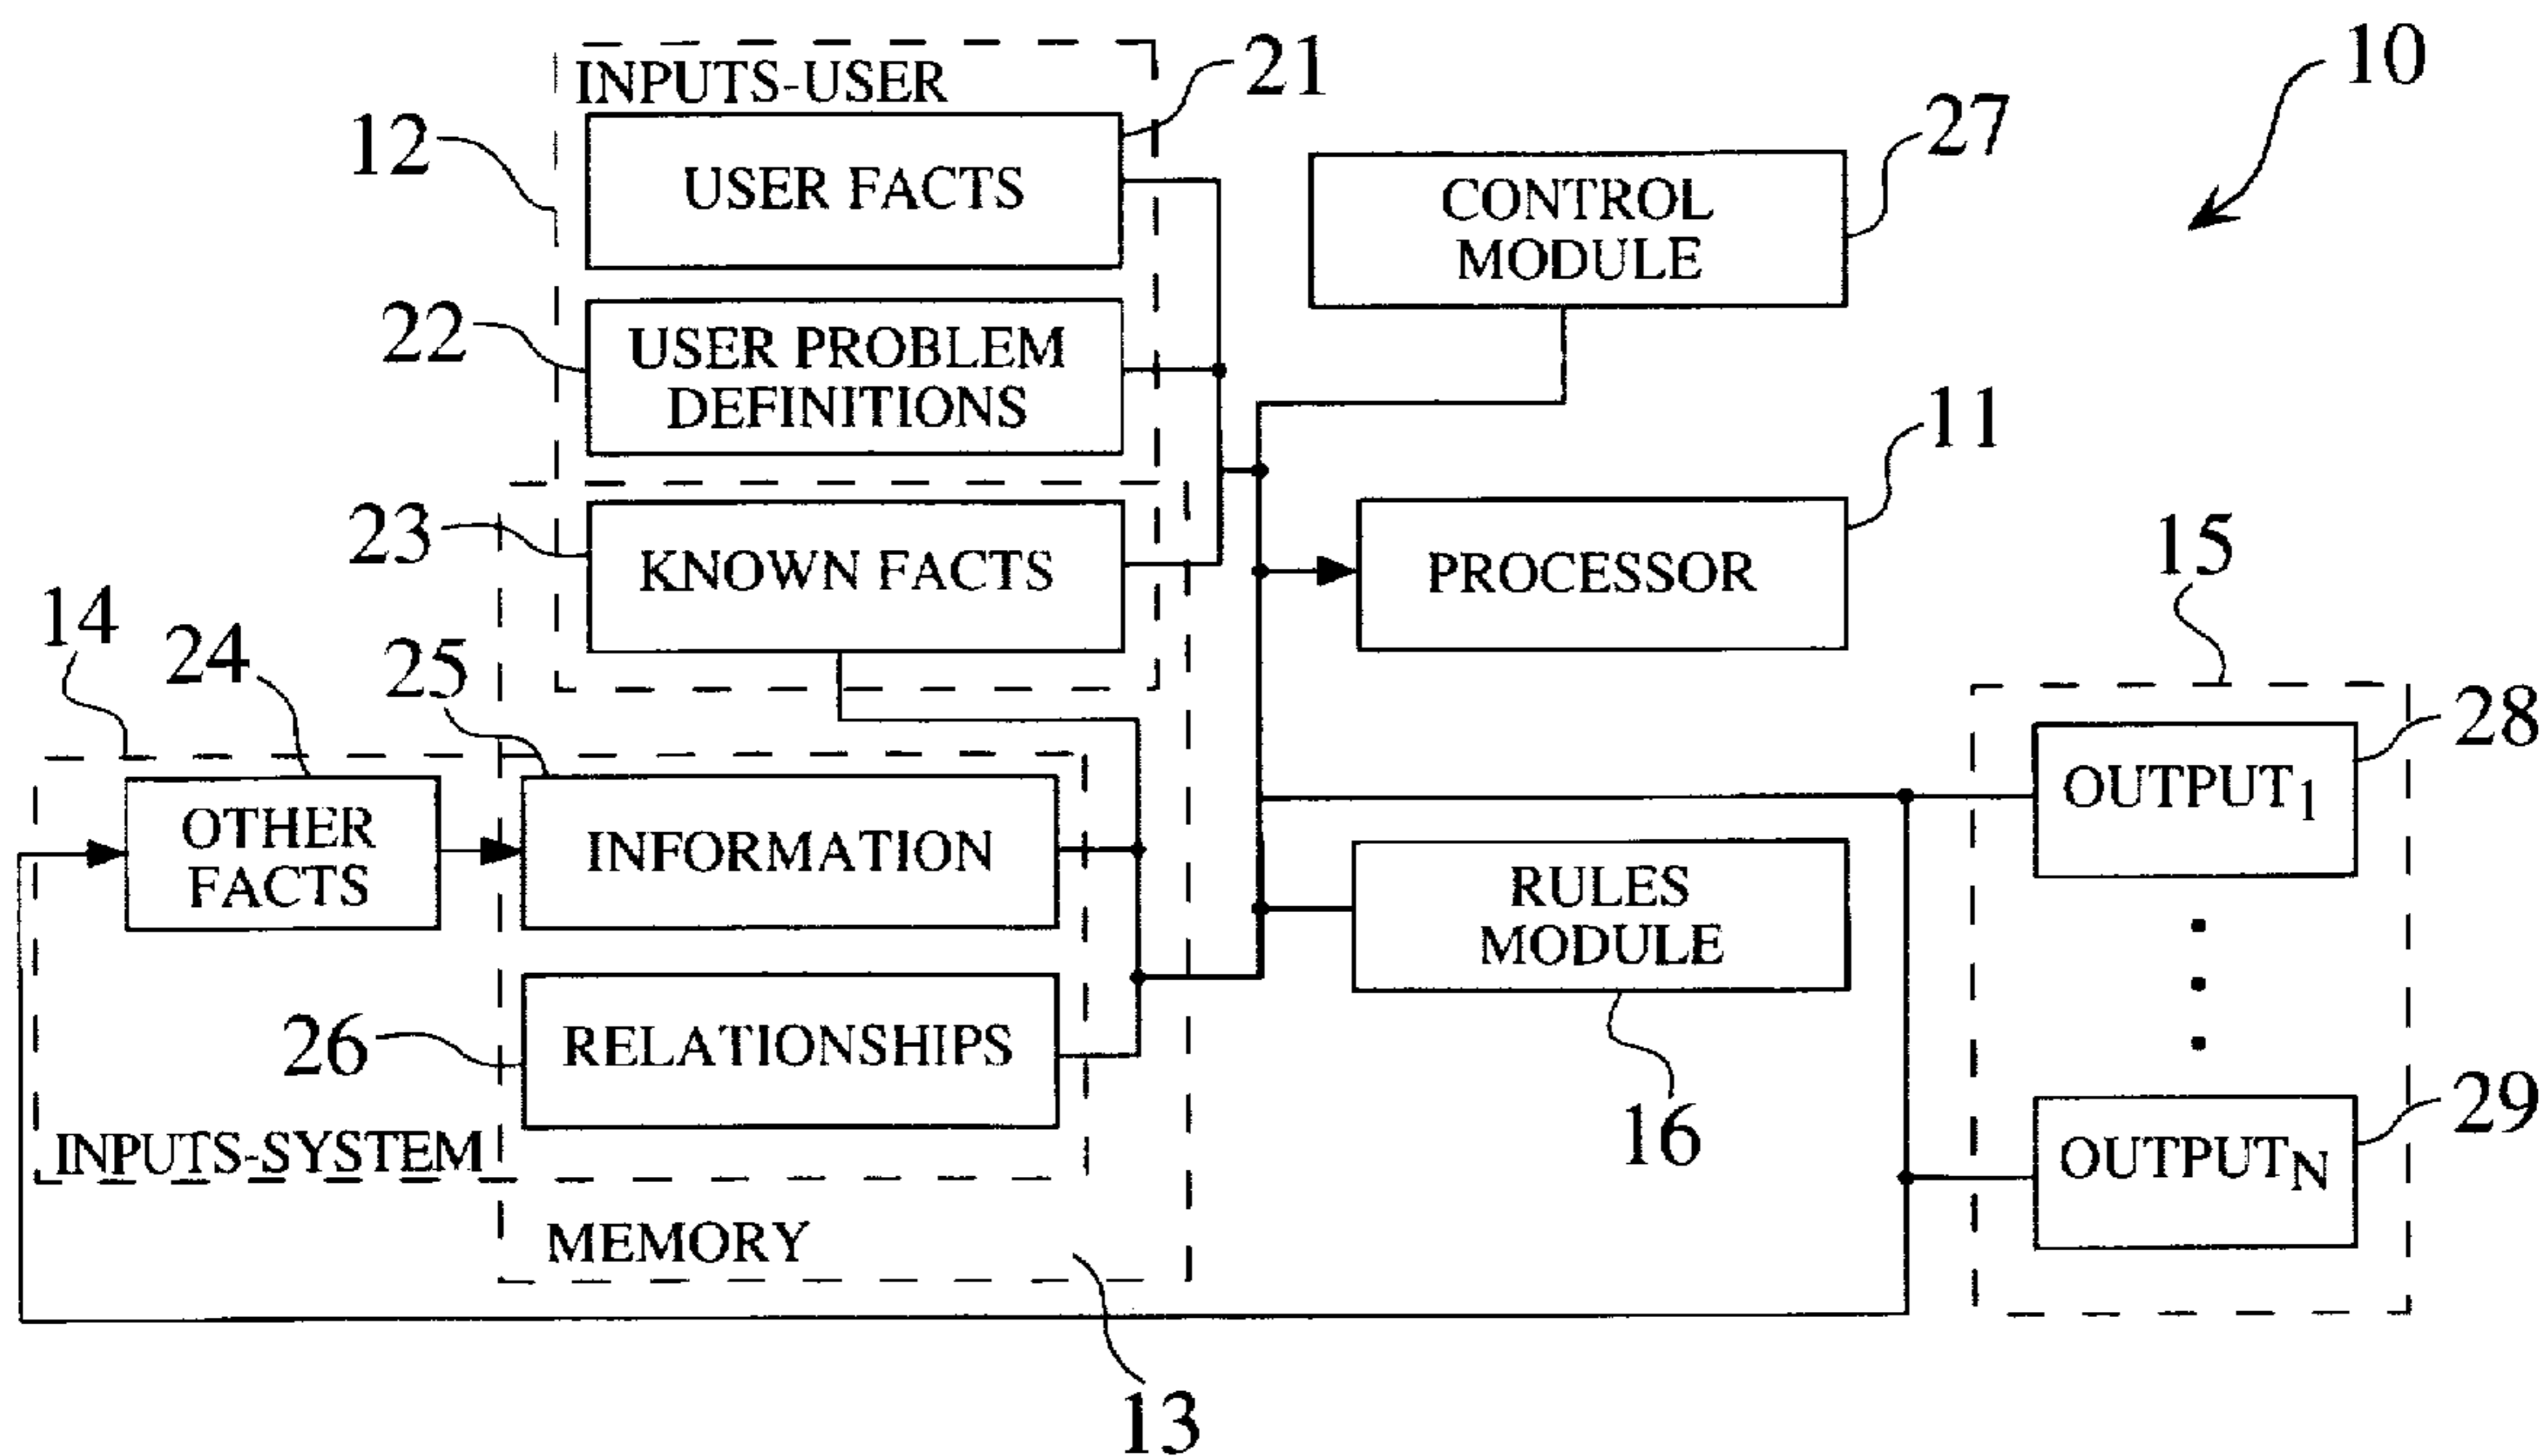 10
INPUTS-USER
21
12
USER FACTS
27
CONTROL
MODULE
22
USER PROBLEM
DEFINITIONS
11
23
KNOWN FACTS
PROCESSOR
15
14
24
25
28
OTHER
FACTS
INFORMATION
OUTPUT1
RULES
MODULE
26
RELATIONSHIPS
16
29
INPUTS-SYSTEM
OUTPUTN
MEMORY
13